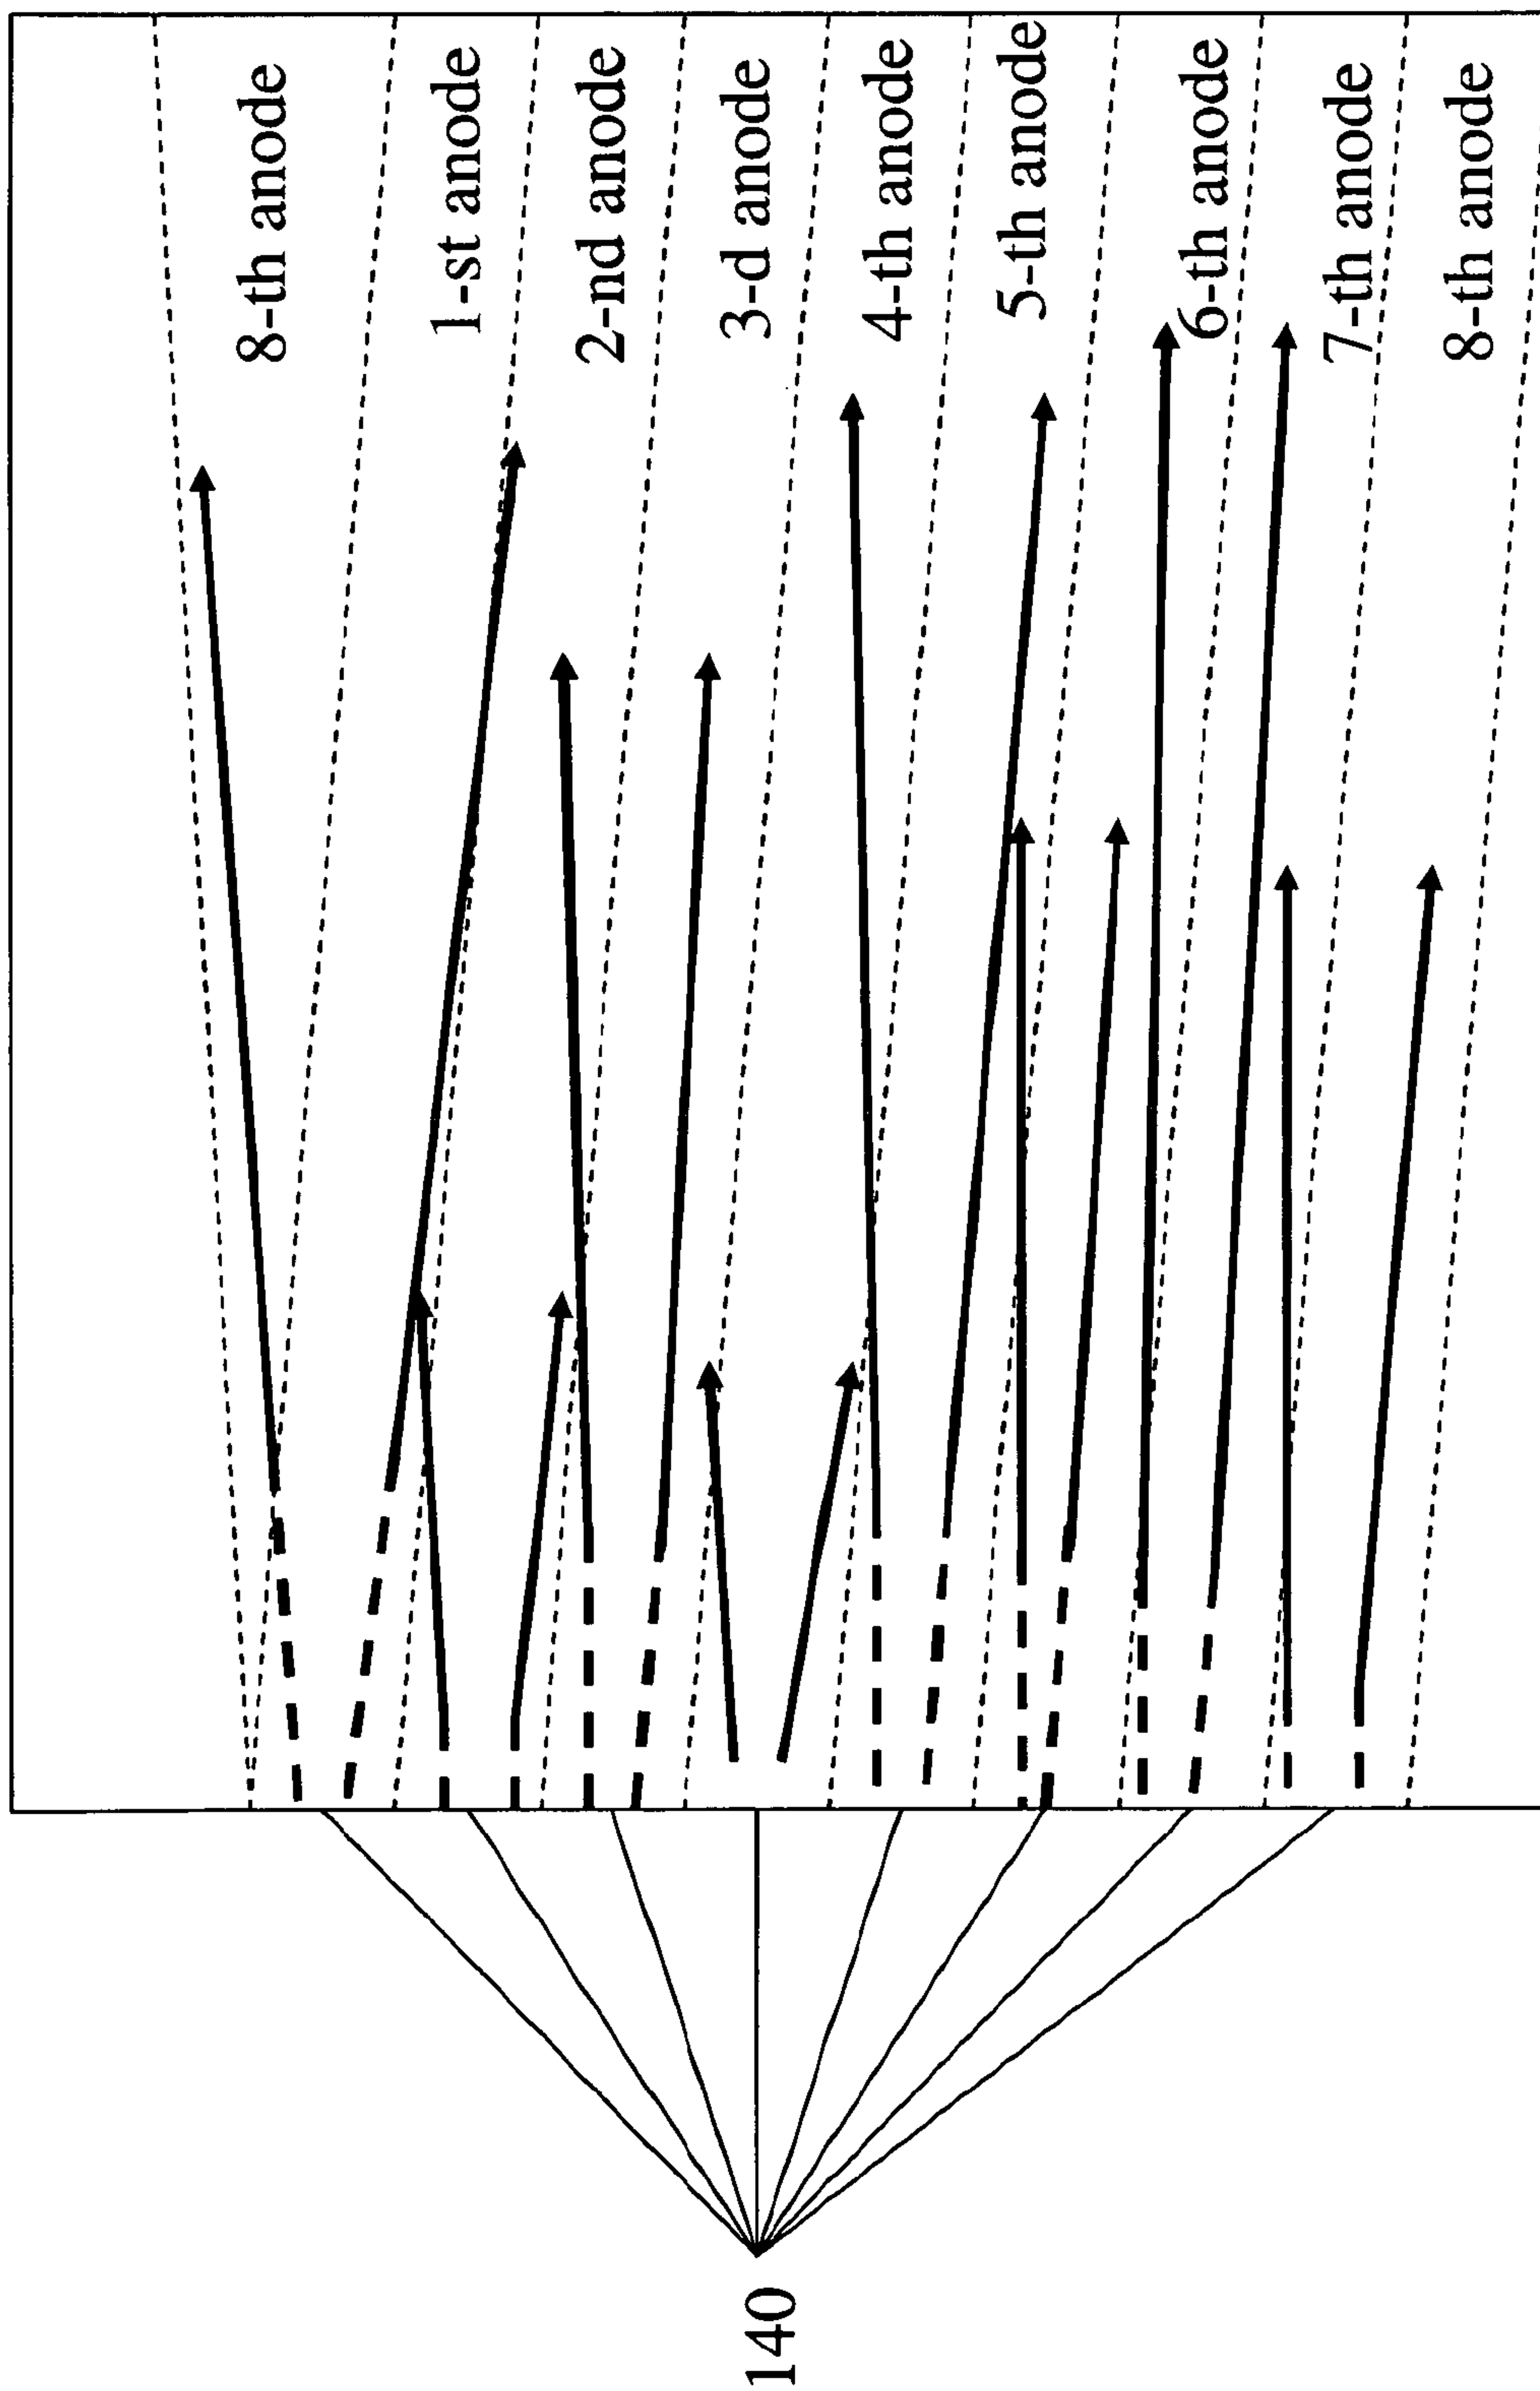 8-th anode
1-st anode
2-nd anode
3-d anode
4-th anode
5-th anode
6-th anode
7-th anode
8-th anode
140